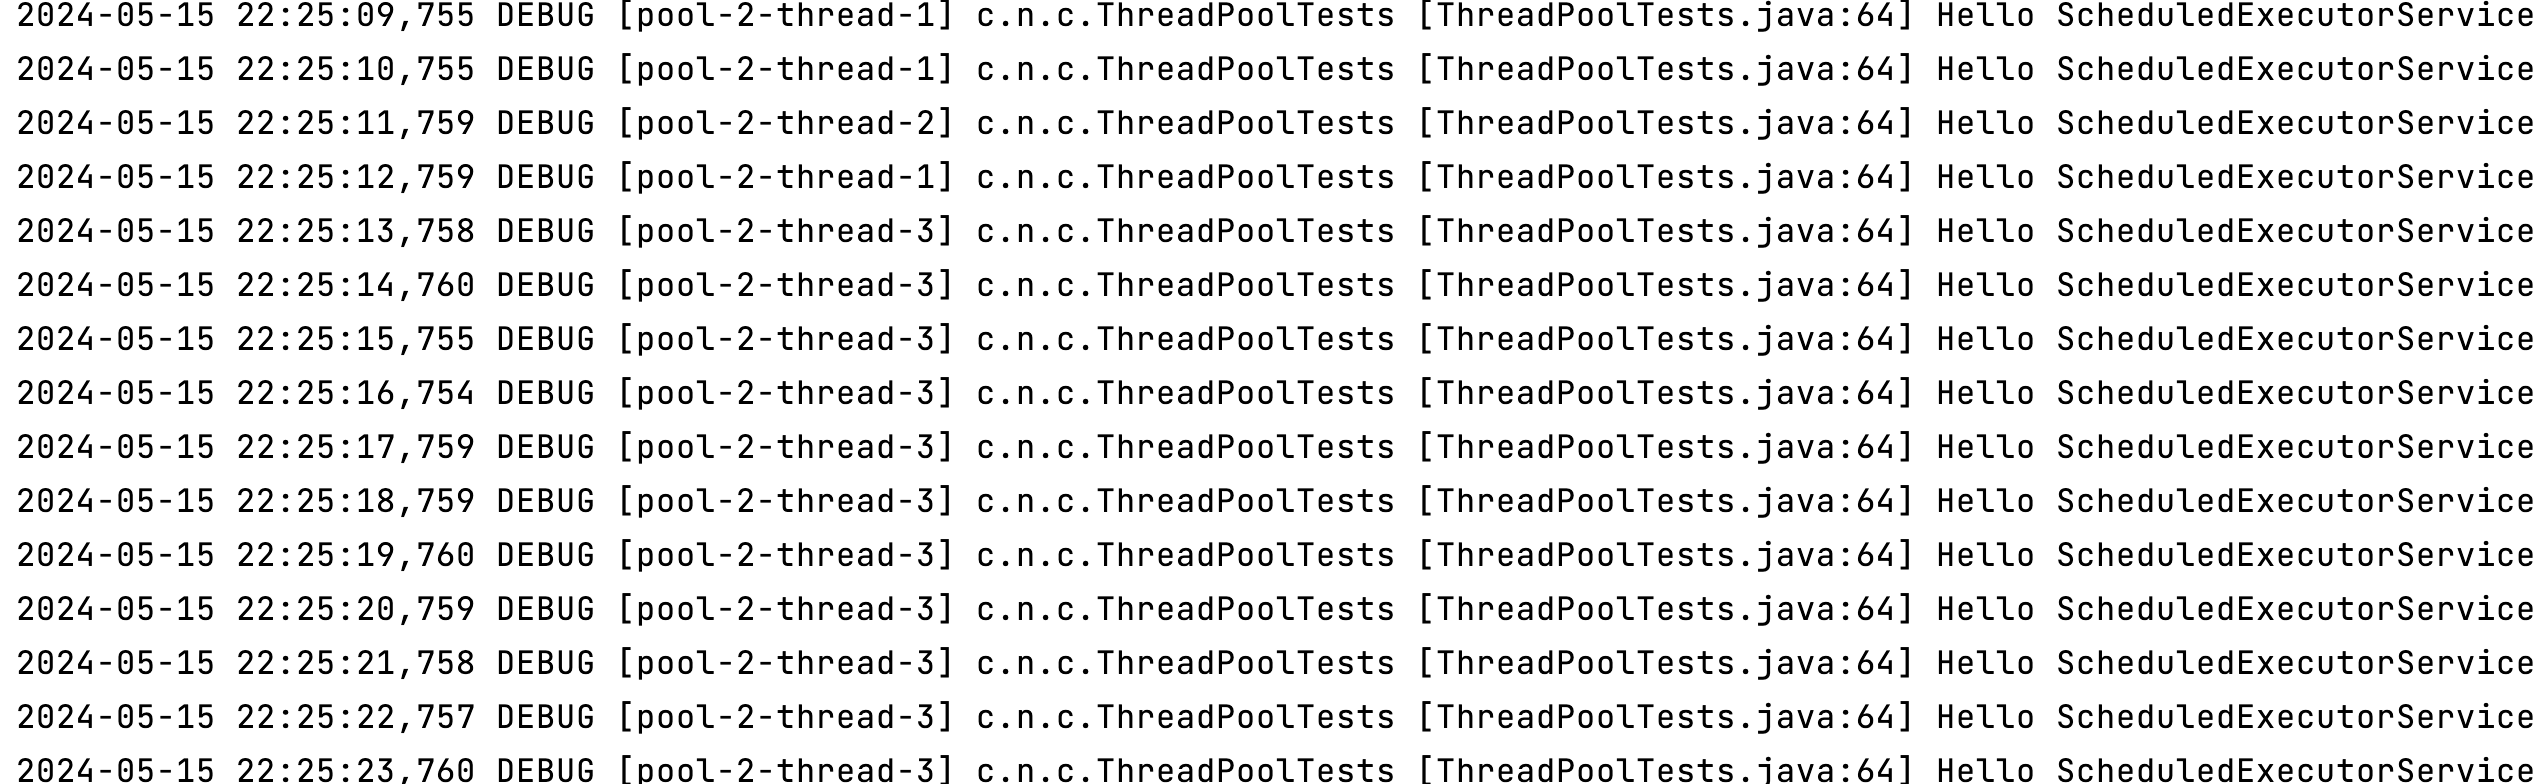 2024-05-15 22:25:09,755 DEBUG [pool-2-thread-1] c.n.c.ThreadPoolTests [ThreadPoolTests.java:64] Hello ScheduledExecutorService
2024-05-15 22:25:10,755 DEBUG [pool-2-thread-1] c.n.c.ThreadPoolTests [ThreadPoolTests.java:64] Hello ScheduledExecutorService
2024-05-15 22:25:11,759 DEBUG [pool-2-thread-2] c.n.c.ThreadPoolTests [ThreadPoolTests.java:64] Hello ScheduledExecutorService
2024-05-15 22:25:12,759 DEBUG [pool-2-thread-1] c.n.c.ThreadPoolTests [ThreadPoolTests.java:64] Hello ScheduledExecutorService
2024-05-15 22:25:13,758 DEBUG [pool-2-thread-3] c.n.c.ThreadPoolTests [ThreadPoolTests.java:64] Hello ScheduledExecutorService
2024-05-15 22:25:14,760 DEBUG [pool-2-thread-3] c.n.c.ThreadPoolTests [ThreadPoolTests.java:64] Hello ScheduledExecutorService
2024-05-15 22:25:15,755 DEBUG [pool-2-thread-3] c.n.c.ThreadPoolTests [ThreadPoolTests.java:64] Hello ScheduledExecutorService
2024-05-15 22:25:16,754 DEBUG [pool-2-thread-3] c.n.c.ThreadPoolTests [ThreadPoolTests.java:64] Hello ScheduledExecutorService
2024-05-15 22:25:17,759 DEBUG [pool-2-thread-3] c.n.c.ThreadPoolTests [ThreadPoolTests.java:64] Hello ScheduledExecutorService
2024-05-15 22:25:18,759 DEBUG [pool-2-thread-3] c.n.c.ThreadPoolTests [ThreadPoolTests.java:64] Hello ScheduledExecutorService
2024-05-15 22:25:19,760 DEBUG [pool-2-thread-3] c.n.c.ThreadPoolTests [ThreadPoolTests.java:64] Hello ScheduledExecutorService
2024-05-15 22:25:20,759 DEBUG [pool-2-thread-3] c.n.c.ThreadPoolTests [ThreadPoolTests.java:64] Hello ScheduledExecutorService
2024-05-15 22:25:21,758 DEBUG [pool-2-thread-3] c.n.c.ThreadPoolTests [ThreadPoolTests.java:64] Hello ScheduledExecutorService
2024-05-15 22:25:22,757 DEBUG [pool-2-thread-3] c.n.c.ThreadPoolTests [ThreadPoolTests.java:64] Hello ScheduledExecutorService
2024-05-15 22:25:23,760 DEBUG [pool-2-thread-3] c.n.c.ThreadPoolTests [ThreadPoolTests.java:64] Hello ScheduledExecutorService